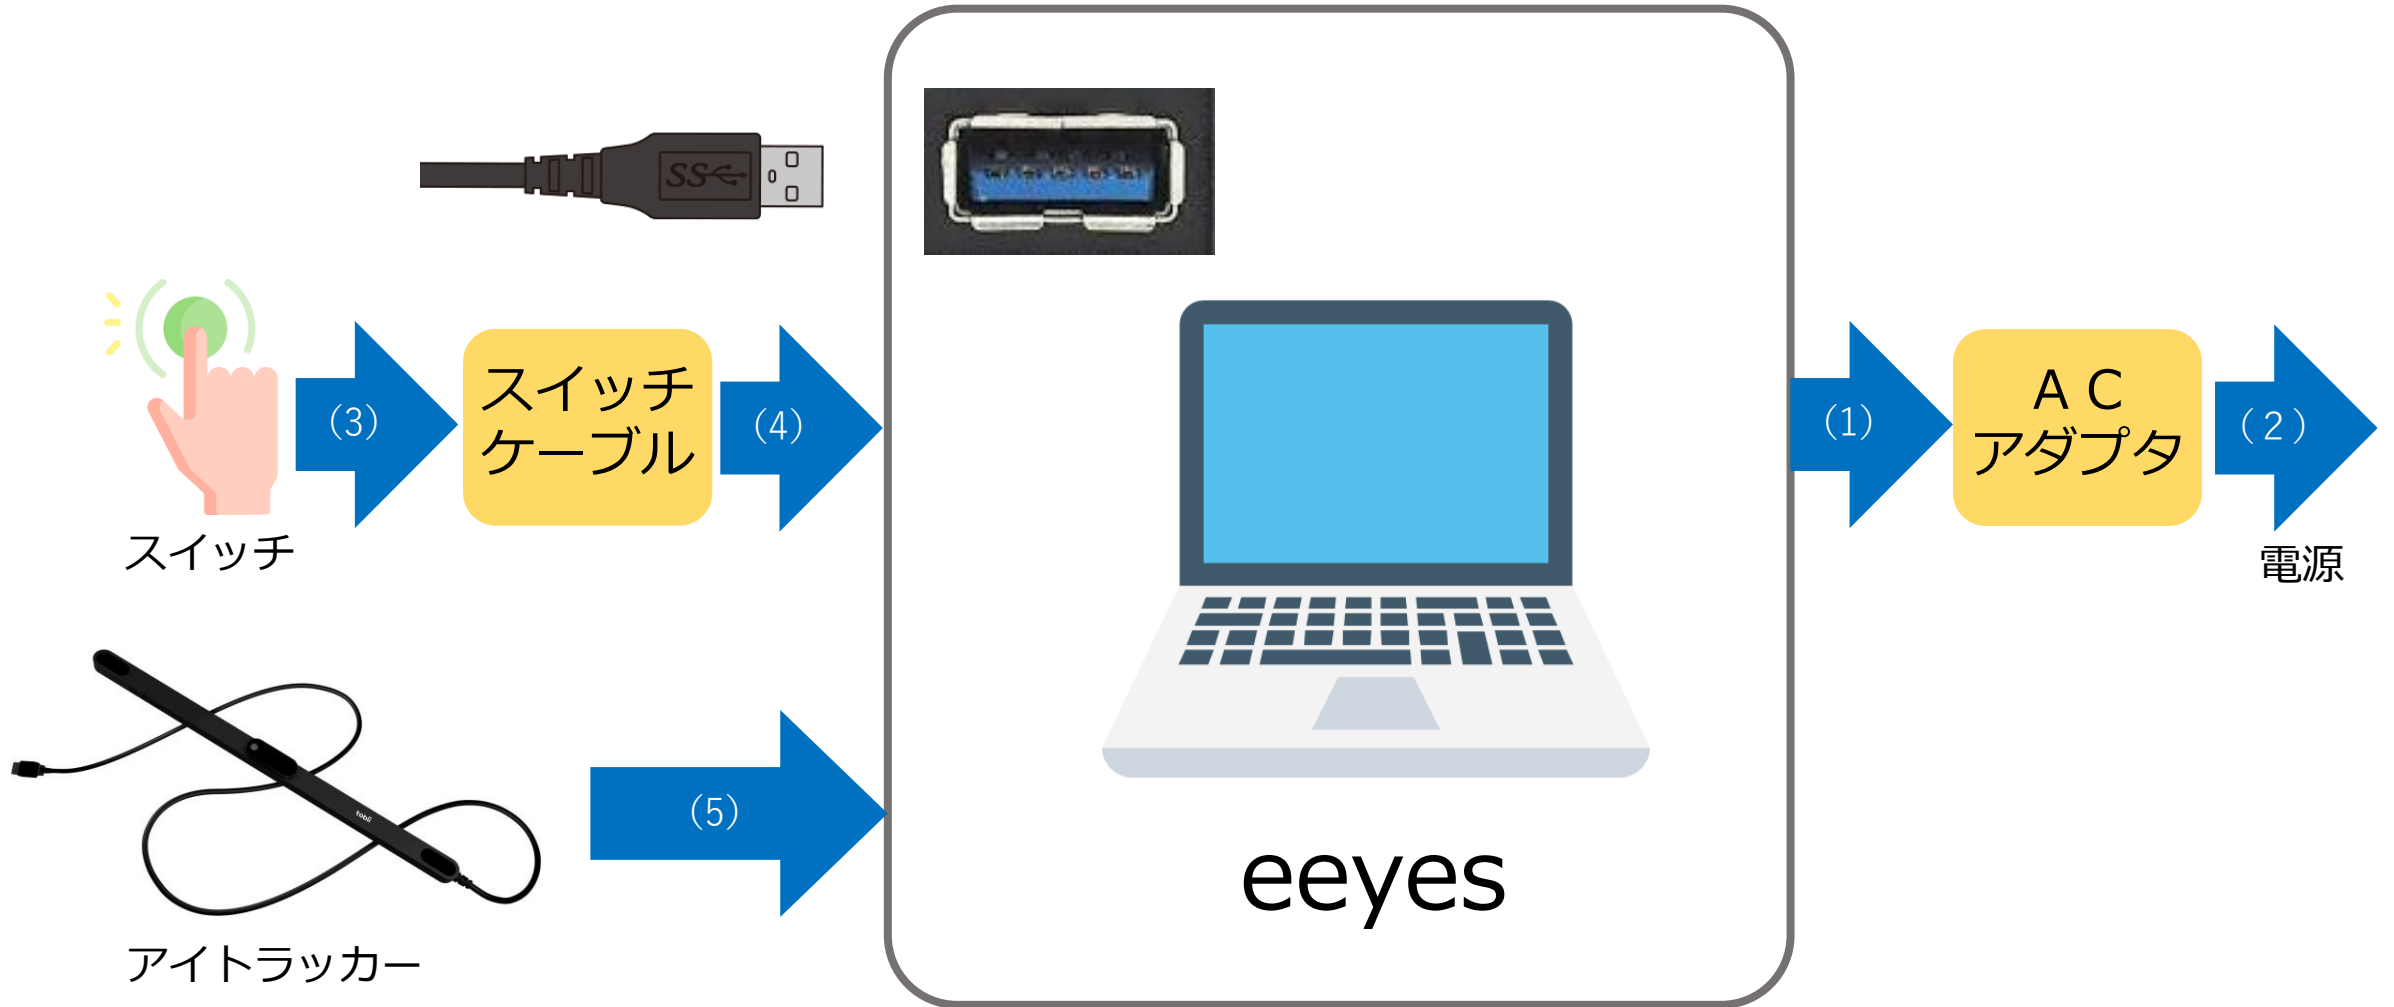 SS
スイッチ
(3)
スイッチ
ケーブル
(4)
(1)
AC
アダプタ
(2)
電源
tobii
(5)
eeyes
アイトラッカー